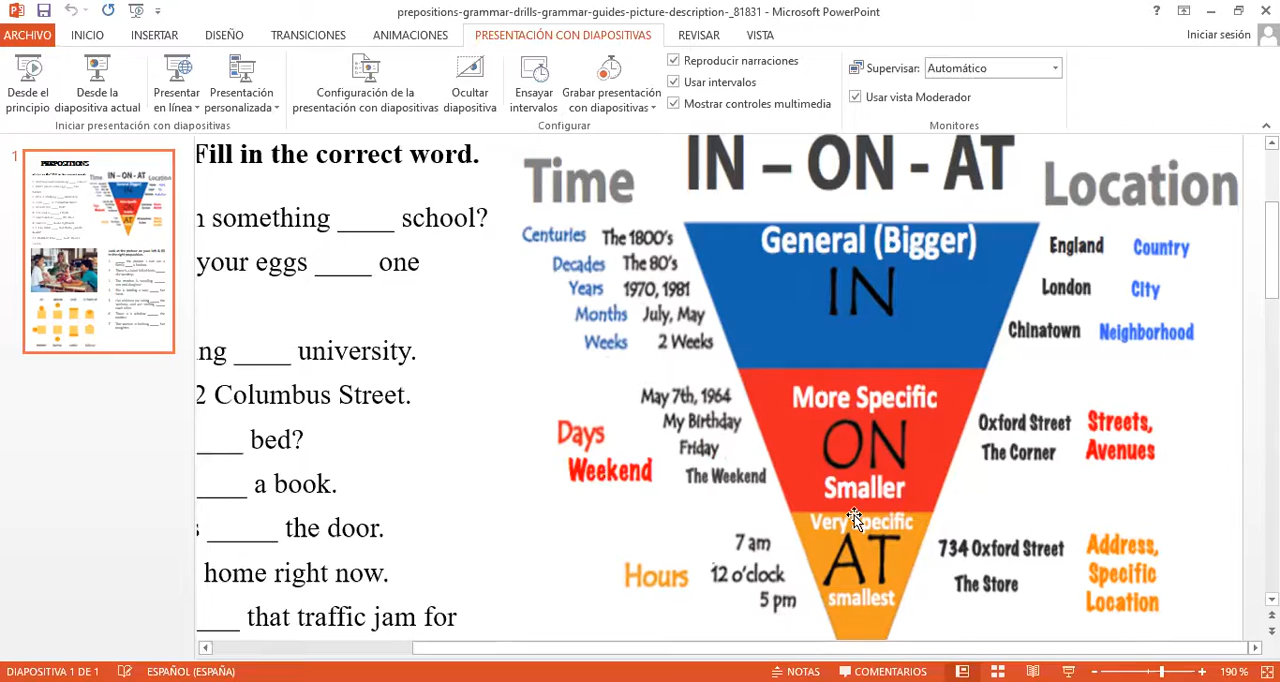 prepositions-grammar-drills-grammar-guides-picture-description-_81831 - Microsoft PowerPoint
ARCHIVO INICIO INSERTAR DISEÑO TRANSICIONES ANIMACIONES PRESENTACIÓN CON DIAPOSITIVAS REVISAR VISTA Iniciar sesión
Desde el principio
Desde la diapositiva actual
Presentar en línea
Presentación personalizada
Iniciar presentación con diapositivas
Configuración de la presentación con diapositivas
Ocultar diapositiva
Ensayar intervalos
Grabar presentación con diapositivas
Reproducir narraciones
Usar intervalos
Mostrar controles multimedia
Configurar
Supervisar: Automático
Usar vista Moderador
Monitores
1
PREPOSITIONS
Fill in the correct word.
n something ____ school?
your eggs ____ one
ng ____ university.
2 Columbus Street.
____ bed?
____ a book.
s _____ the door.
home right now.
____ that traffic jam for
IN – ON - AT
Time
Location
General (Bigger)
IN
Centuries The 1800's
Decades The 80's
Years 1970, 1981
Months July, May
Weeks 2 Weeks
England Country
London City
Chinatown Neighborhood
More Specific
ON
Smaller
Days
Weekend
May 7th, 1964
My Birthday
Friday
The Weekend
Oxford Street
The Corner
Streets,
Avenues
Very Specific
AT
smallest
Hours
7 am
12 o'clock
5 pm
734 Oxford Street
The Store
Address,
Specific
Location
DIAPOSITIVA 1 DE 1 ESPAÑOL (ESPAÑA) NOTAS COMENTARIOS 190 %